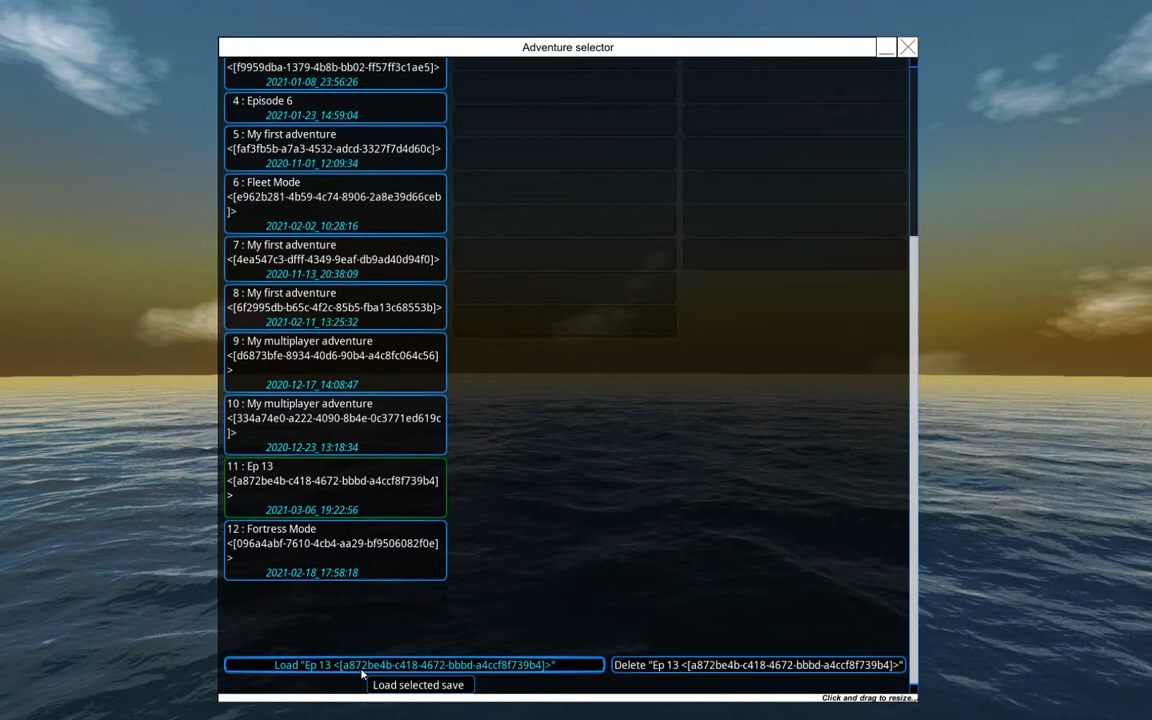 Adventure selector
<[f9959dba-1379-4b8b-bb02-ff57ff3c1ae5]>
2021-01-08_23:56:26
4 : Episode 6
2021-01-23_14:59:04
5 : My first adventure
<[faf3fb5b-a7a3-4532-adcd-3327f7d4d60c]>
2020-11-01_12:09:34
6 : Fleet Mode
<[e962b281-4b59-4c74-8906-2a8e39d66ceb
]>
2021-02-02_10:28:16
7 : My first adventure
<[4ea547c3-dfff-4349-9eaf-db9ad40d94f0]>
2020-11-13_20:38:09
8 : My first adventure
<[6f2995db-b65c-4f2c-85b5-fba13c68553b]>
2021-02-11_13:25:32
9 : My multiplayer adventure
<[d6873bfe-8934-40d6-90b4-a4c8fc064c56]
>
2020-12-17_14:08:47
10 : My multiplayer adventure
<[334a74e0-a222-4090-8b4e-0c3771ed619c
]>
2020-12-23_13:18:34
11 : Ep 13
<[a872be4b-c418-4672-bbbd-a4ccf8f739b4]
>
2021-03-06_19:22:56
12 : Fortress Mode
<[096a4abf-7610-4cb4-aa29-bf9506082f0e]
>
2021-02-18_17:58:18
Load "Ep 13 <[a872be4b-c418-4672-bbbd-a4ccf8f739b4]>"
Delete "Ep 13 <[a872be4b-c418-4672-bbbd-a4ccf8f739b4]>"
Load selected save
Click and drag to resize...